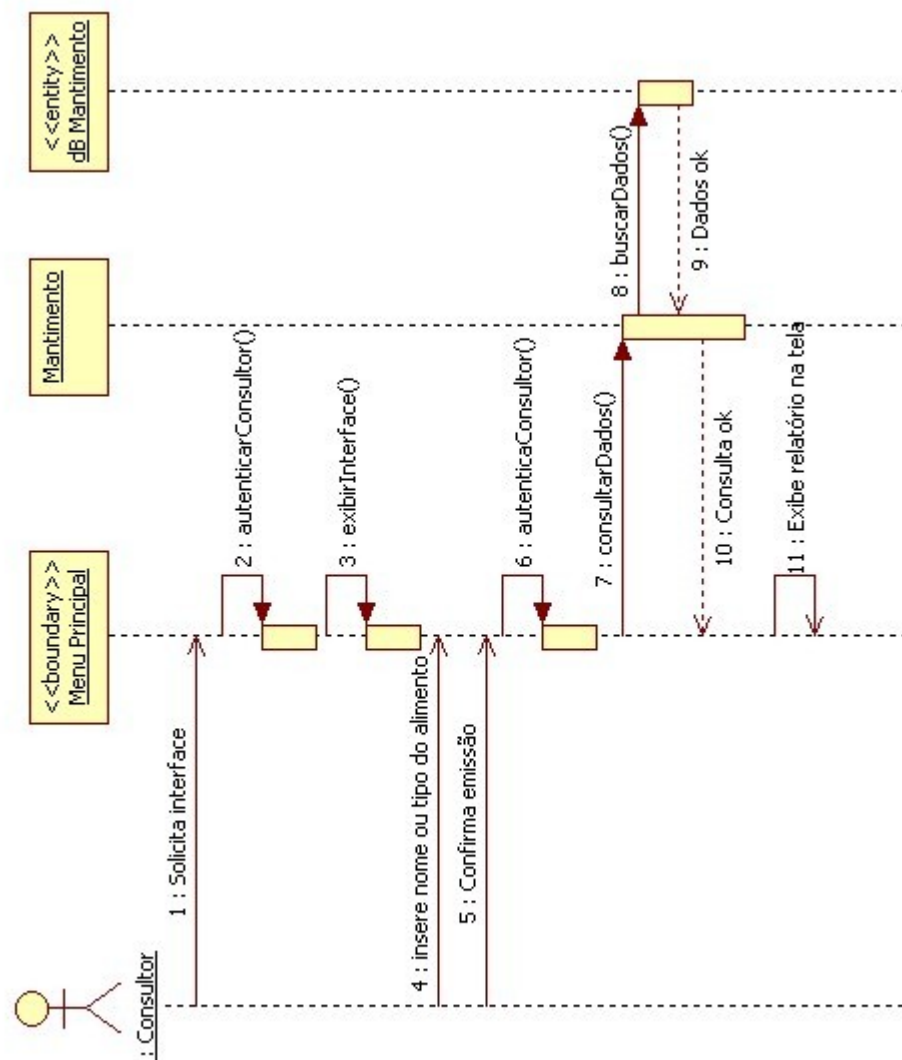 : Consultor
<<boundary>>
Menu Principal
Mantimento
<<entity>>
dB Mantimento
1 : Solicita interface
2 : autenticarConsultor()
3 : exibirInterface()
4 : insere nome ou tipo do alimento
5 : Confirma emissão
6 : autenticaConsultor()
7 : consultarDados()
8 : buscarDados()
9 : Dados ok
10 : Consulta ok
11 : Exibe relatório na tela